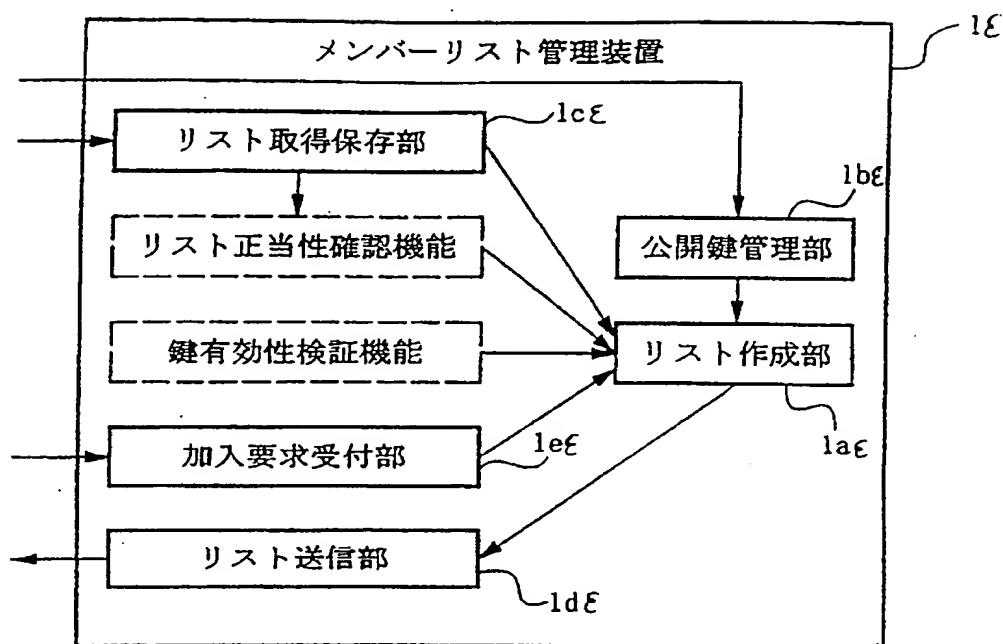 1ε
メンバーリスト管理装置
リスト取得保存部
1cε
1bε
リスト正当性確認機能
公開鍵管理部
鍵有効性検証機能
リスト作成部
加入要求受付部
1eε
1aε
リスト送信部
1dε